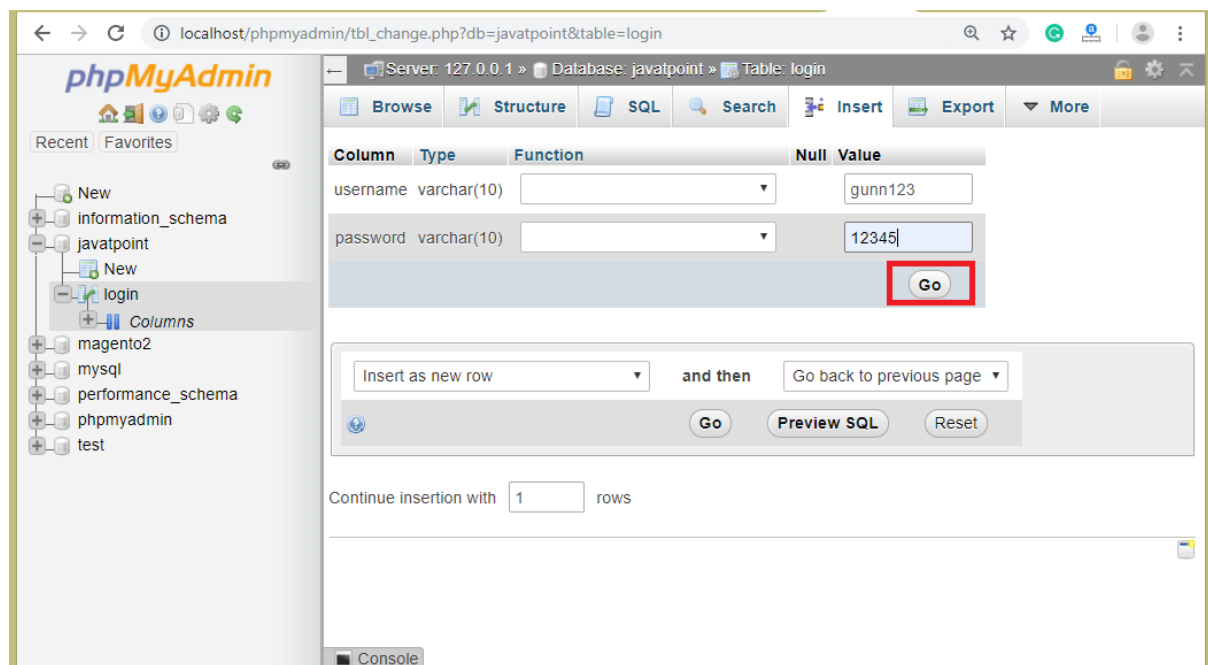 localhost/phpmyadmin/tbl_change.php?db=javatpoint&table=login
phpMyAdmin
Recent Favorites
New
information_schema
javatpoint
New
login
Columns
magento2
mysql
performance_schema
phpmyadmin
test
Server: 127.0.0.1 » Database: javatpoint » Table: login
Browse Structure SQL Search Insert Export More
Column Type Function Null Value
username varchar(10) gunn123
password varchar(10) 12345
Go
Insert as new row and then Go back to previous page
Go Preview SQL Reset
Continue insertion with 1 rows
Console